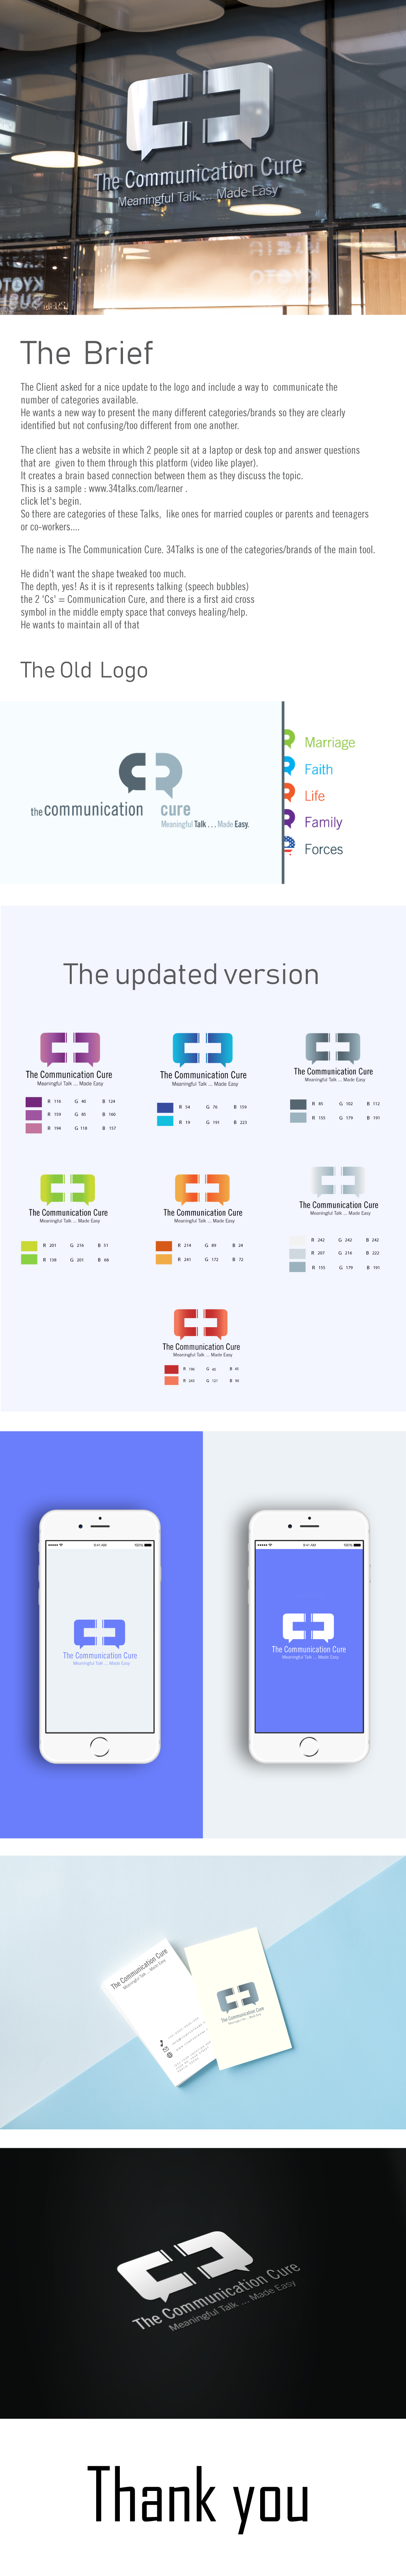 The Communication Cure
Meaningful Talk ... Made Easy
The Brief
The Client asked for a nice update to the logo and include a way to communicate the
number of categories available.
He wants a new way to present the many different categories/brands so they are clearly
identified but not confusing/too different from one another.
The client has a website in which 2 people sit at a laptop or desk top and answer questions
that are given to them through this platform (video like player).
It creates a brain based connection between them as they discuss the topic.
This is a sample : www.34talks.com/learner .
click let's begin.
So there are categories of these Talks, like ones for married couples or parents and teenagers
or co-workers....
The name is The Communication Cure. 34Talks is one of the categories/brands of the main tool.
He didn't want the shape tweaked too much.
The depth, yes! As it is it represents talking (speech bubbles)
the 2 'Cs' = Communication Cure, and there is a first aid cross
symbol in the middle empty space that conveys healing/help.
He wants to maintain all of that
The Old Logo
the communication cure
Meaningful Talk ... Made Easy.
Marriage
Faith
Life
Family
Forces
The updated version
The Communication Cure
Meaningful Talk ... Made Easy
R 116 G 40 B 124
R 159 G 85 B 160
R 194 G 118 B 157
The Communication Cure
Meaningful Talk ... Made Easy
R 54 G 76 B 159
R 19 G 191 B 223
The Communication Cure
Meaningful Talk ... Made Easy
R 85 G 102 B 112
R 155 G 179 B 191
The Communication Cure
Meaningful Talk ... Made Easy
R 201 G 216 B 51
R 138 G 201 B 68
The Communication Cure
Meaningful Talk ... Made Easy
R 214 G 89 B 24
R 241 G 172 B 72
The Communication Cure
Meaningful Talk ... Made Easy
R 242 G 242 B 242
R 207 G 216 B 222
R 155 G 179 B 191
The Communication Cure
Meaningful Talk ... Made Easy
R 196 G B
R G 121 B
9:41 AM 100%
The Communication Cure
Meaningful Talk ... Made Easy
9:41 AM 100%
The Communication Cure
Meaningful Talk ... Made Easy
The Communication Cure
Meaningful Talk ... Made Easy
The Communication Cure
Meaningful Talk ... Made Easy
The Communication Cure
Meaningful Talk ... Made Easy
Thank you